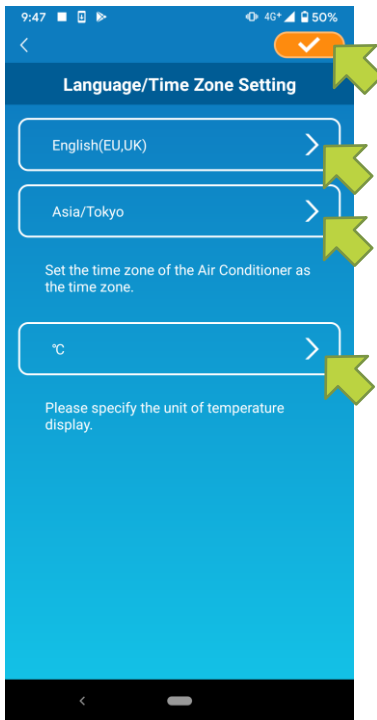 9:47 4G+ 50%
Language/Time Zone Setting
English(EU,UK)
Asia/Tokyo
Set the time zone of the Air Conditioner as
the time zone.
℃
Please specify the unit of temperature
display.